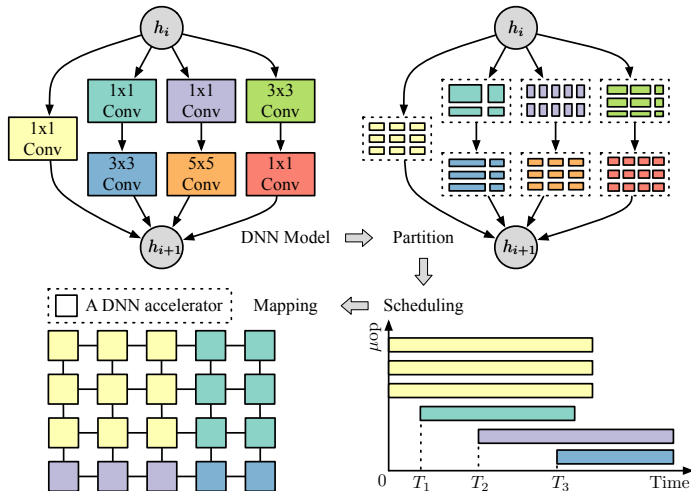 h_i
1x1 Conv
1x1 Conv
1x1 Conv
3x3 Conv
3x3 Conv
5x5 Conv
1x1 Conv
h_{i+1}
h_i
h_{i+1}
DNN Model
Partition
A DNN accelerator
Mapping
Scheduling
μop
0
T_1
T_2
T_3
Time